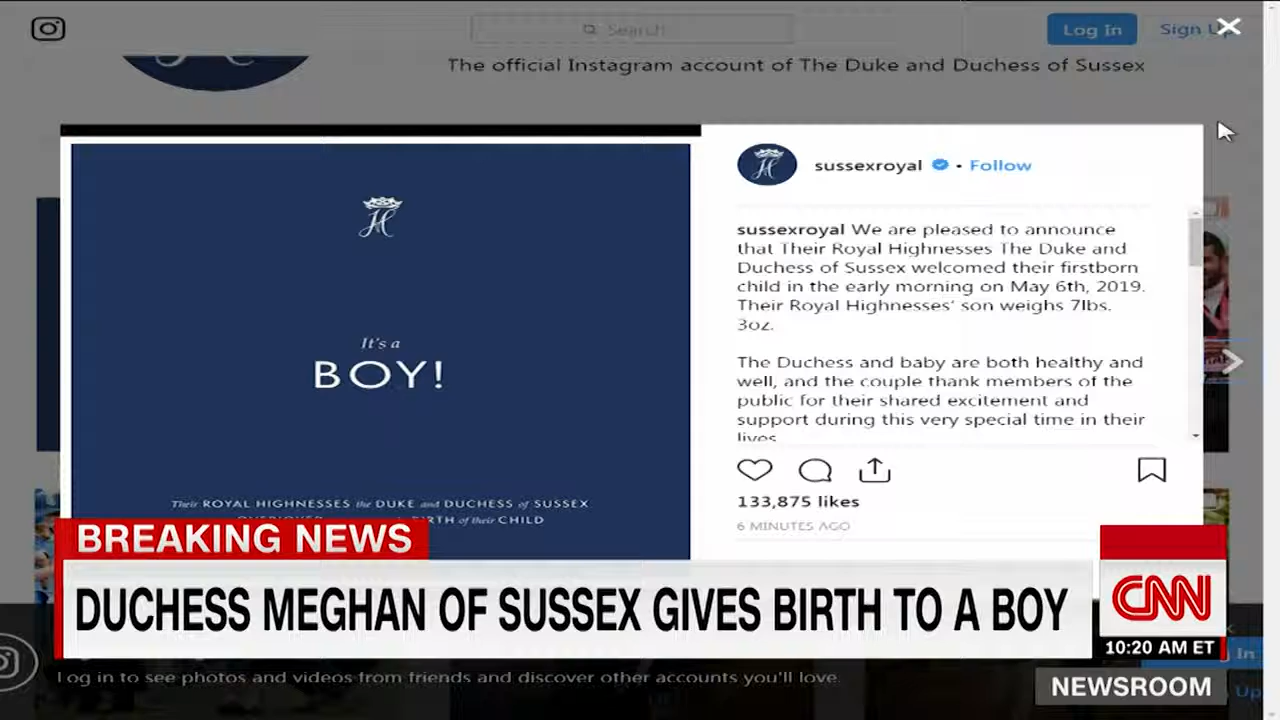 Search
Log In
Sign Up
The official Instagram account of The Duke and Duchess of Sussex
It's a
BOY!
Their ROYAL HIGHNESSES the DUKE and DUCHESS of SUSSEX
BIRTH of their CHILD
sussexroyal • Follow
sussexroyal We are pleased to announce
that Their Royal Highnesses The Duke and
Duchess of Sussex welcomed their firstborn
child in the early morning on May 6th, 2019.
Their Royal Highnesses' son weighs 7lbs.
3oz.
The Duchess and baby are both healthy and
well, and the couple thank members of the
public for their shared excitement and
support during this very special time in their
lives
133,875 likes
6 MINUTES AGO
BREAKING NEWS
DUCHESS MEGHAN OF SUSSEX GIVES BIRTH TO A BOY
CNN
10:20 AM ET
In
Log in to see photos and videos from friends and discover other accounts you'll love.
NEWSROOM
Up